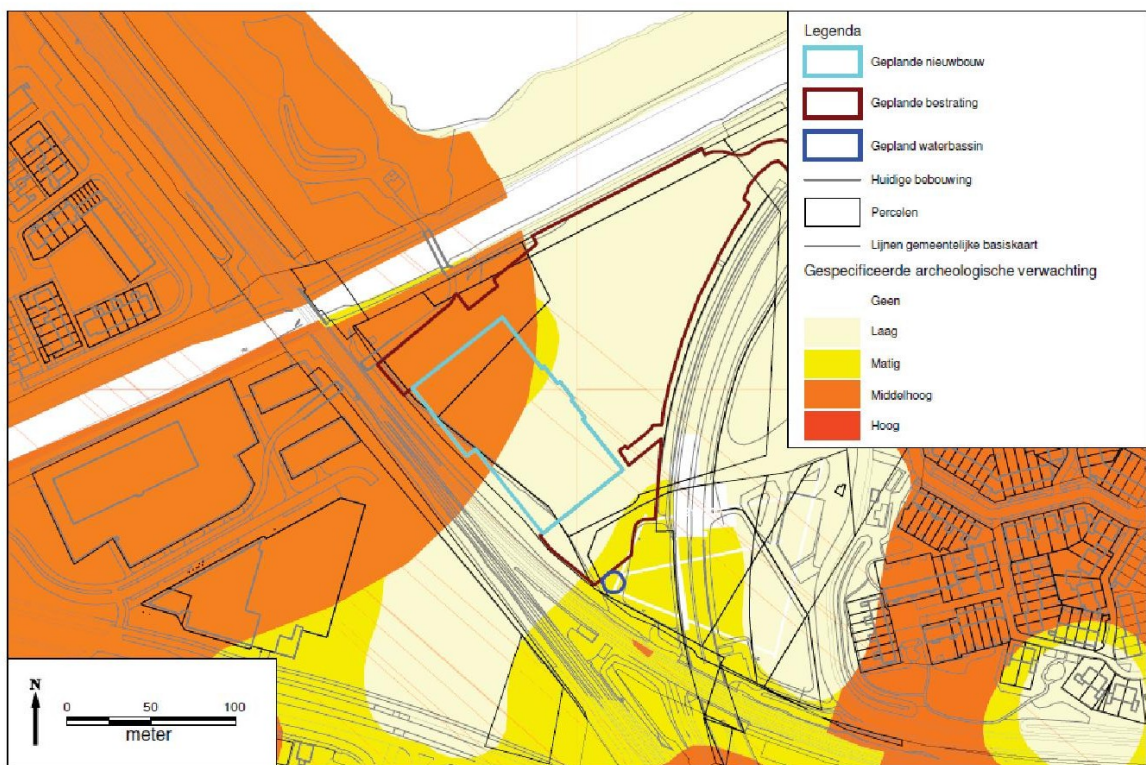 Legenda
Geplande nieuwbouw
Geplande bestrating
Gepland waterbassin
Huidige bebouwing
Percelen
Lijnen gemeentelijke basiskaart
Gespecificeerde archeologische verwachting
Geen
Laag
Matig
Middelhoog
Hoog
N
0 50 100
meter